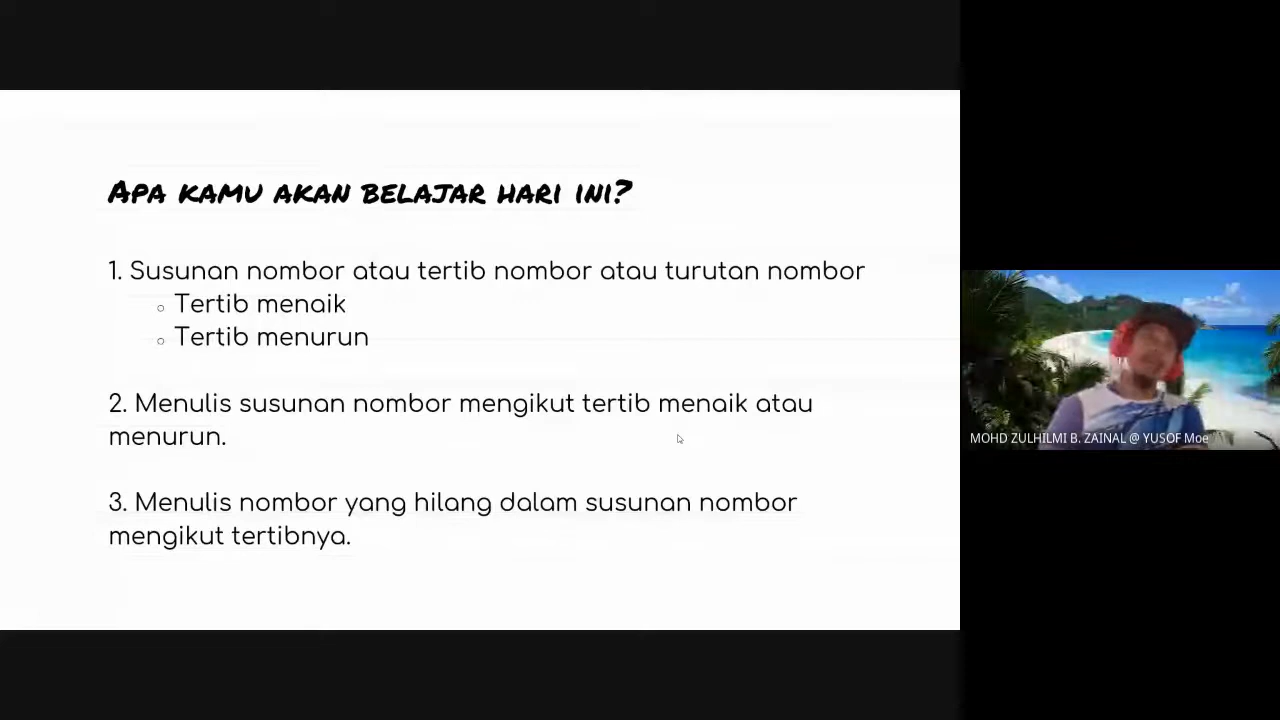 Apa kamu akan belajar hari ini?
1. Susunan nombor atau tertib nombor atau turutan nombor
○ Tertib menaik
○ Tertib menurun
2. Menulis susunan nombor mengikut tertib menaik atau
menurun.
3. Menulis nombor yang hilang dalam susunan nombor
mengikut tertibnya.
MOHD ZULHILMI B. ZAINAL @ YUSOF Moe